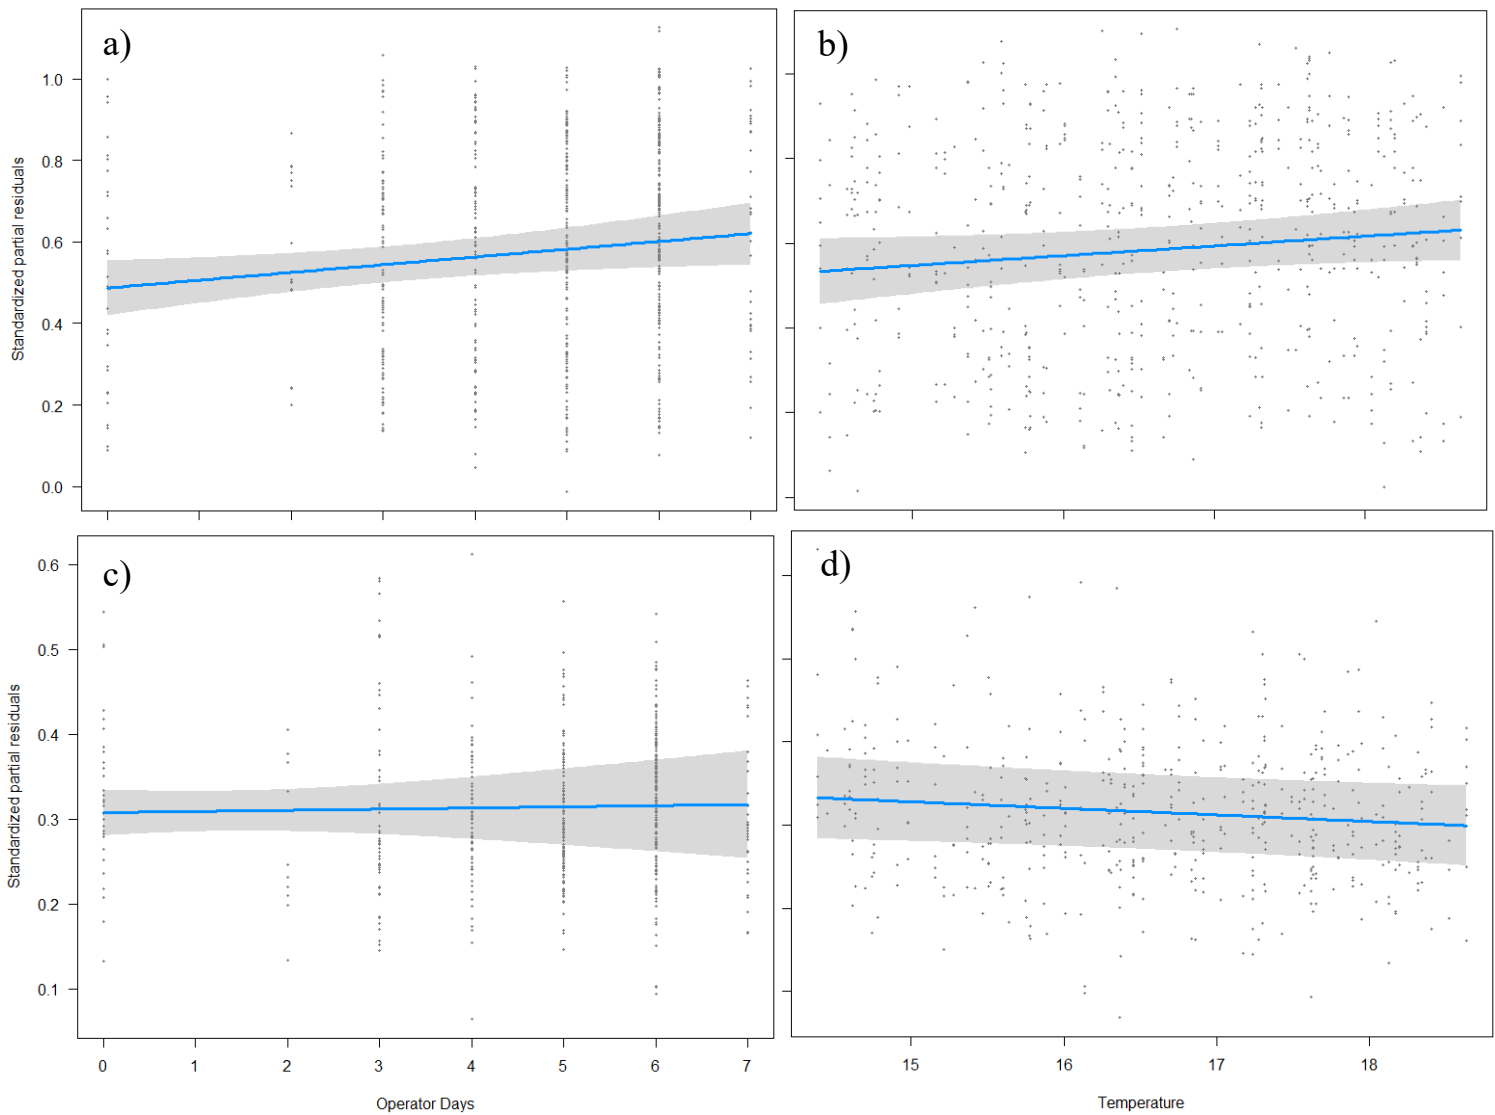 a)
b)
1.0
0.8
0.6
0.4
0.2
0.0
Standardized partial residuals
c)
d)
0.6
0.5
0.4
0.3
0.2
0.1
Standardized partial residuals
0 1 2 3 4 5 6 7
15 16 17 18
Operator Days
Temperature